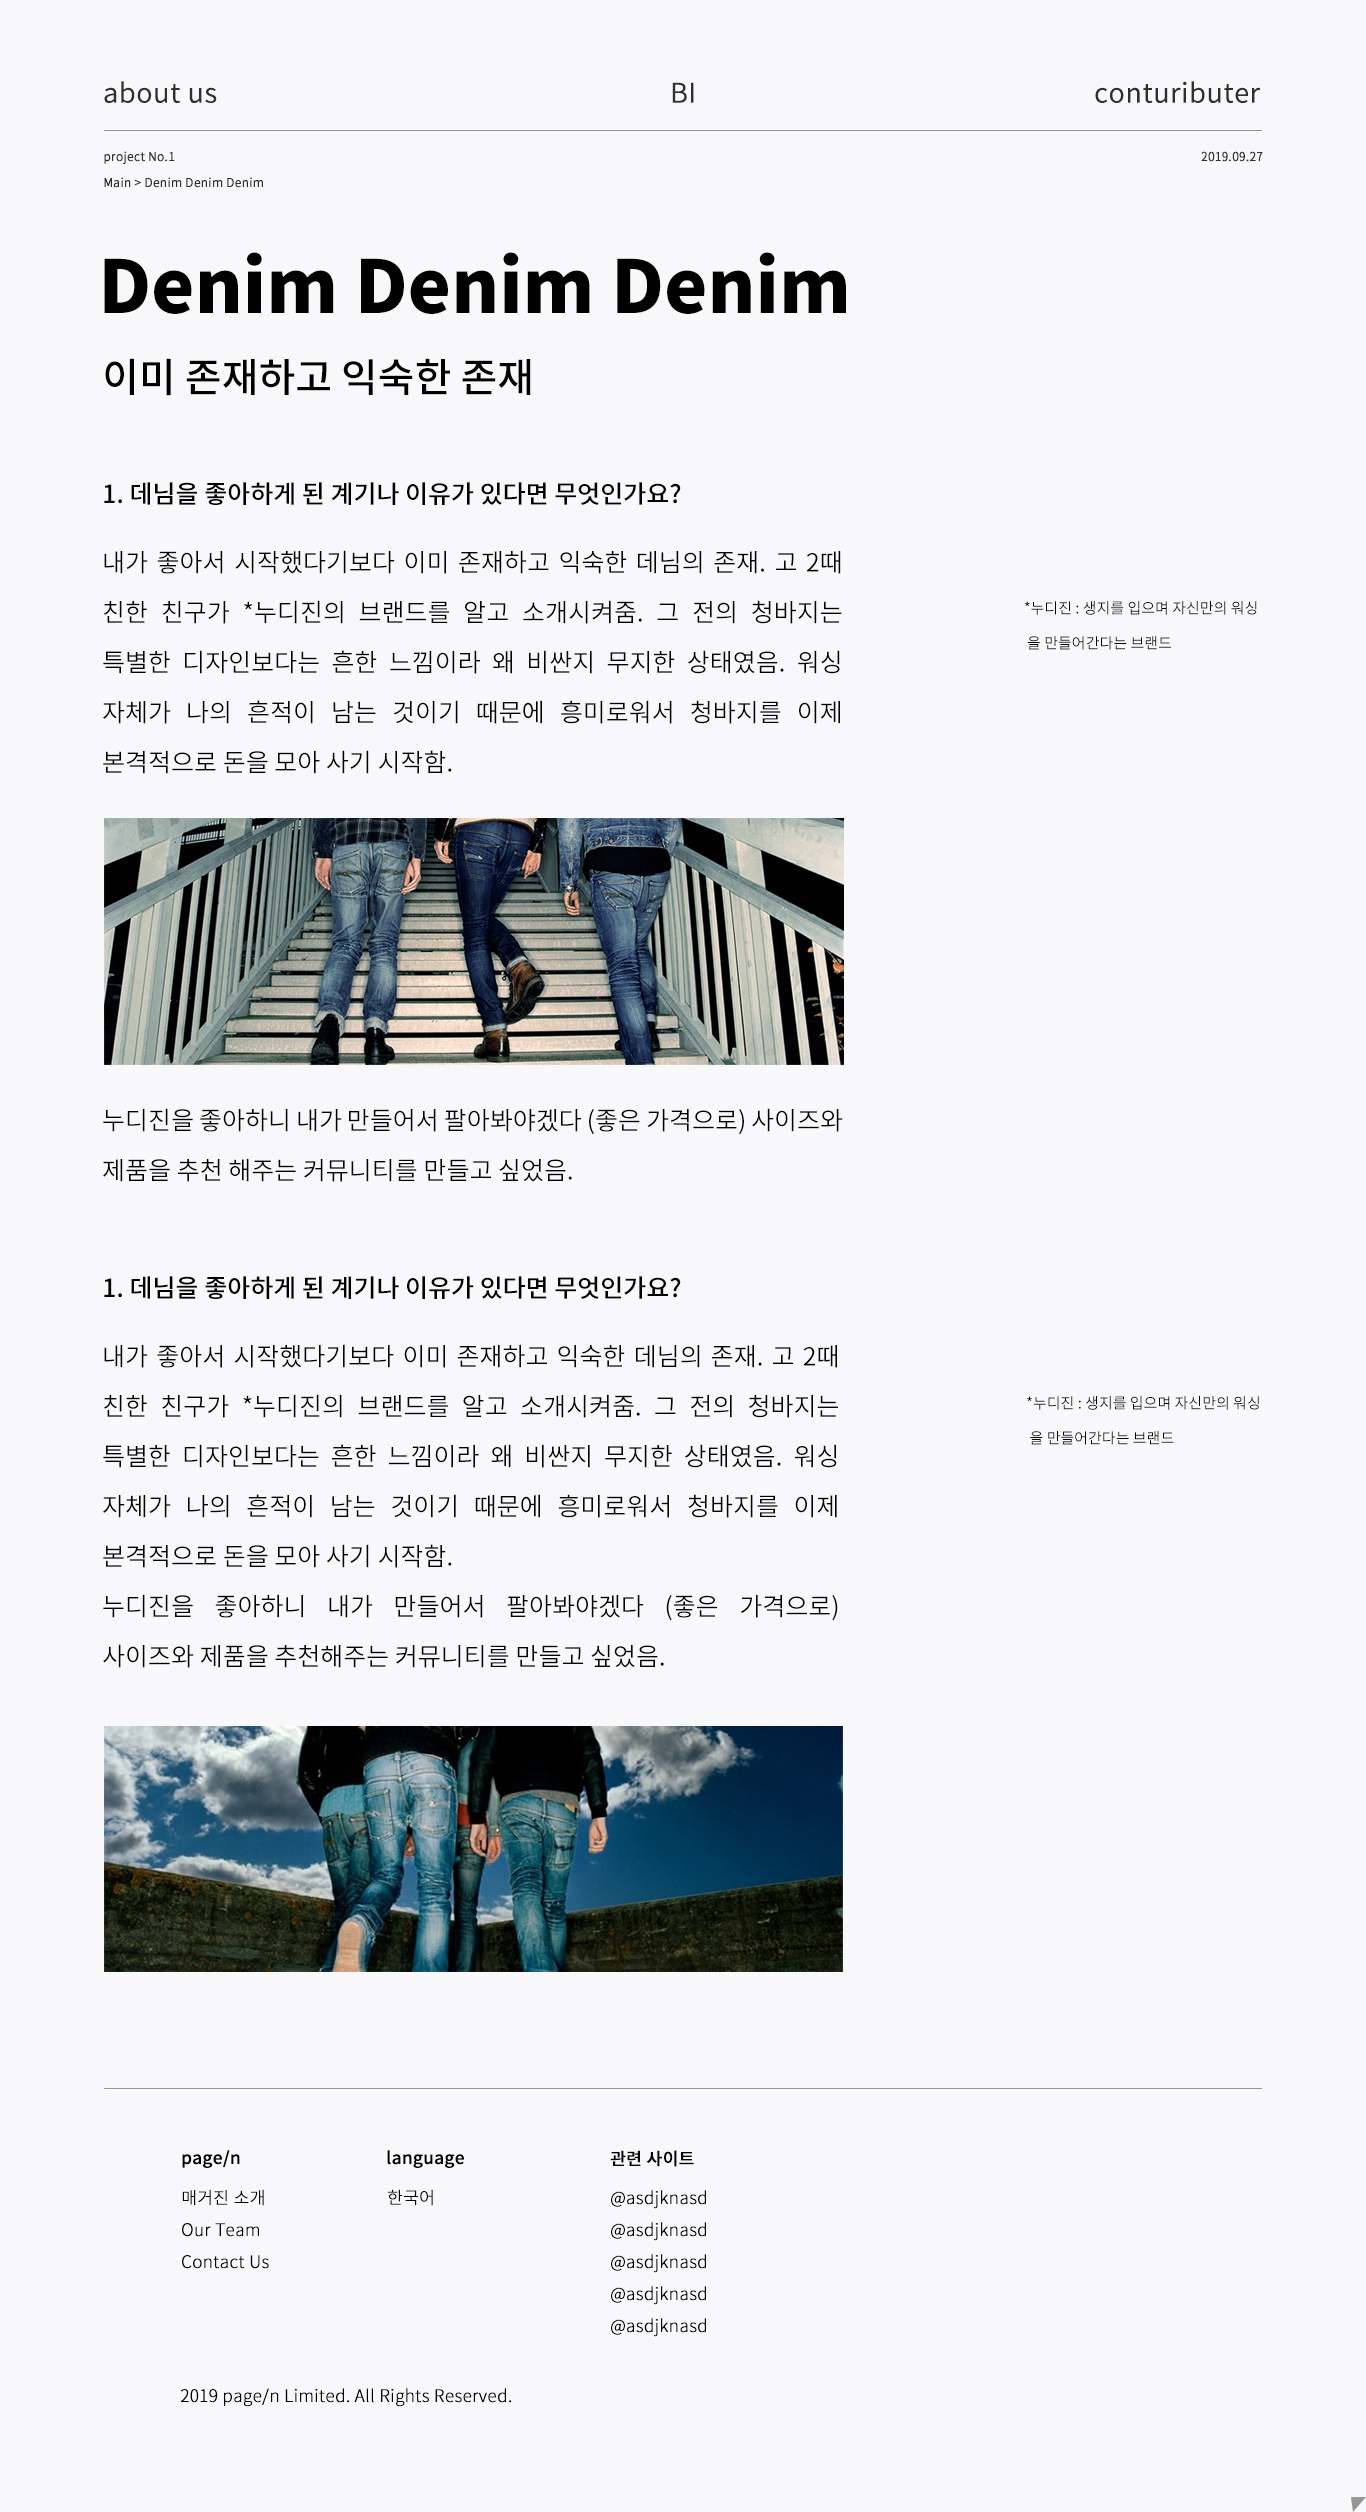 about us
BI
contuributer
project No.1
2019.09.27
Main > Denim Denim Denim
Denim Denim Denim
이미 존재하고 익숙한 존재
1. 데님을 좋아하게 된 계기나 이유가 있다면 무엇인가요?
내가 좋아서 시작했다기보다 이미 존재하고 익숙한 데님의 존재. 고 2때
친한 친구가 *누디진의 브랜드를 알고 소개시켜줌. 그 전의 청바지는
특별한 디자인보다는 흔한 느낌이라 왜 비싼지 무지한 상태였음. 워싱
자체가 나의 흔적이 남는 것이기 때문에 흥미로워서 청바지를 이제
본격적으로 돈을 모아 사기 시작함.
*누디진 : 생지를 입으며 자신만의 워싱
을 만들어간다는 브랜드
누디진을 좋아하니 내가 만들어서 팔아봐야겠다 (좋은 가격으로) 사이즈와
제품을 추천 해주는 커뮤니티를 만들고 싶었음.
1. 데님을 좋아하게 된 계기나 이유가 있다면 무엇인가요?
내가 좋아서 시작했다기보다 이미 존재하고 익숙한 데님의 존재. 고 2때
친한 친구가 *누디진의 브랜드를 알고 소개시켜줌. 그 전의 청바지는
특별한 디자인보다는 흔한 느낌이라 왜 비싼지 무지한 상태였음. 워싱
자체가 나의 흔적이 남는 것이기 때문에 흥미로워서 청바지를 이제
본격적으로 돈을 모아 사기 시작함.
누디진을 좋아하니 내가 만들어서 팔아봐야겠다 (좋은 가격으로)
사이즈와 제품을 추천해주는 커뮤니티를 만들고 싶었음.
*누디진 : 생지를 입으며 자신만의 워싱
을 만들어간다는 브랜드
page/n
매거진 소개
Our Team
Contact Us
language
한국어
관련 사이트
@asdjknasd
@asdjknasd
@asdjknasd
@asdjknasd
@asdjknasd
2019 page/n Limited. All Rights Reserved.